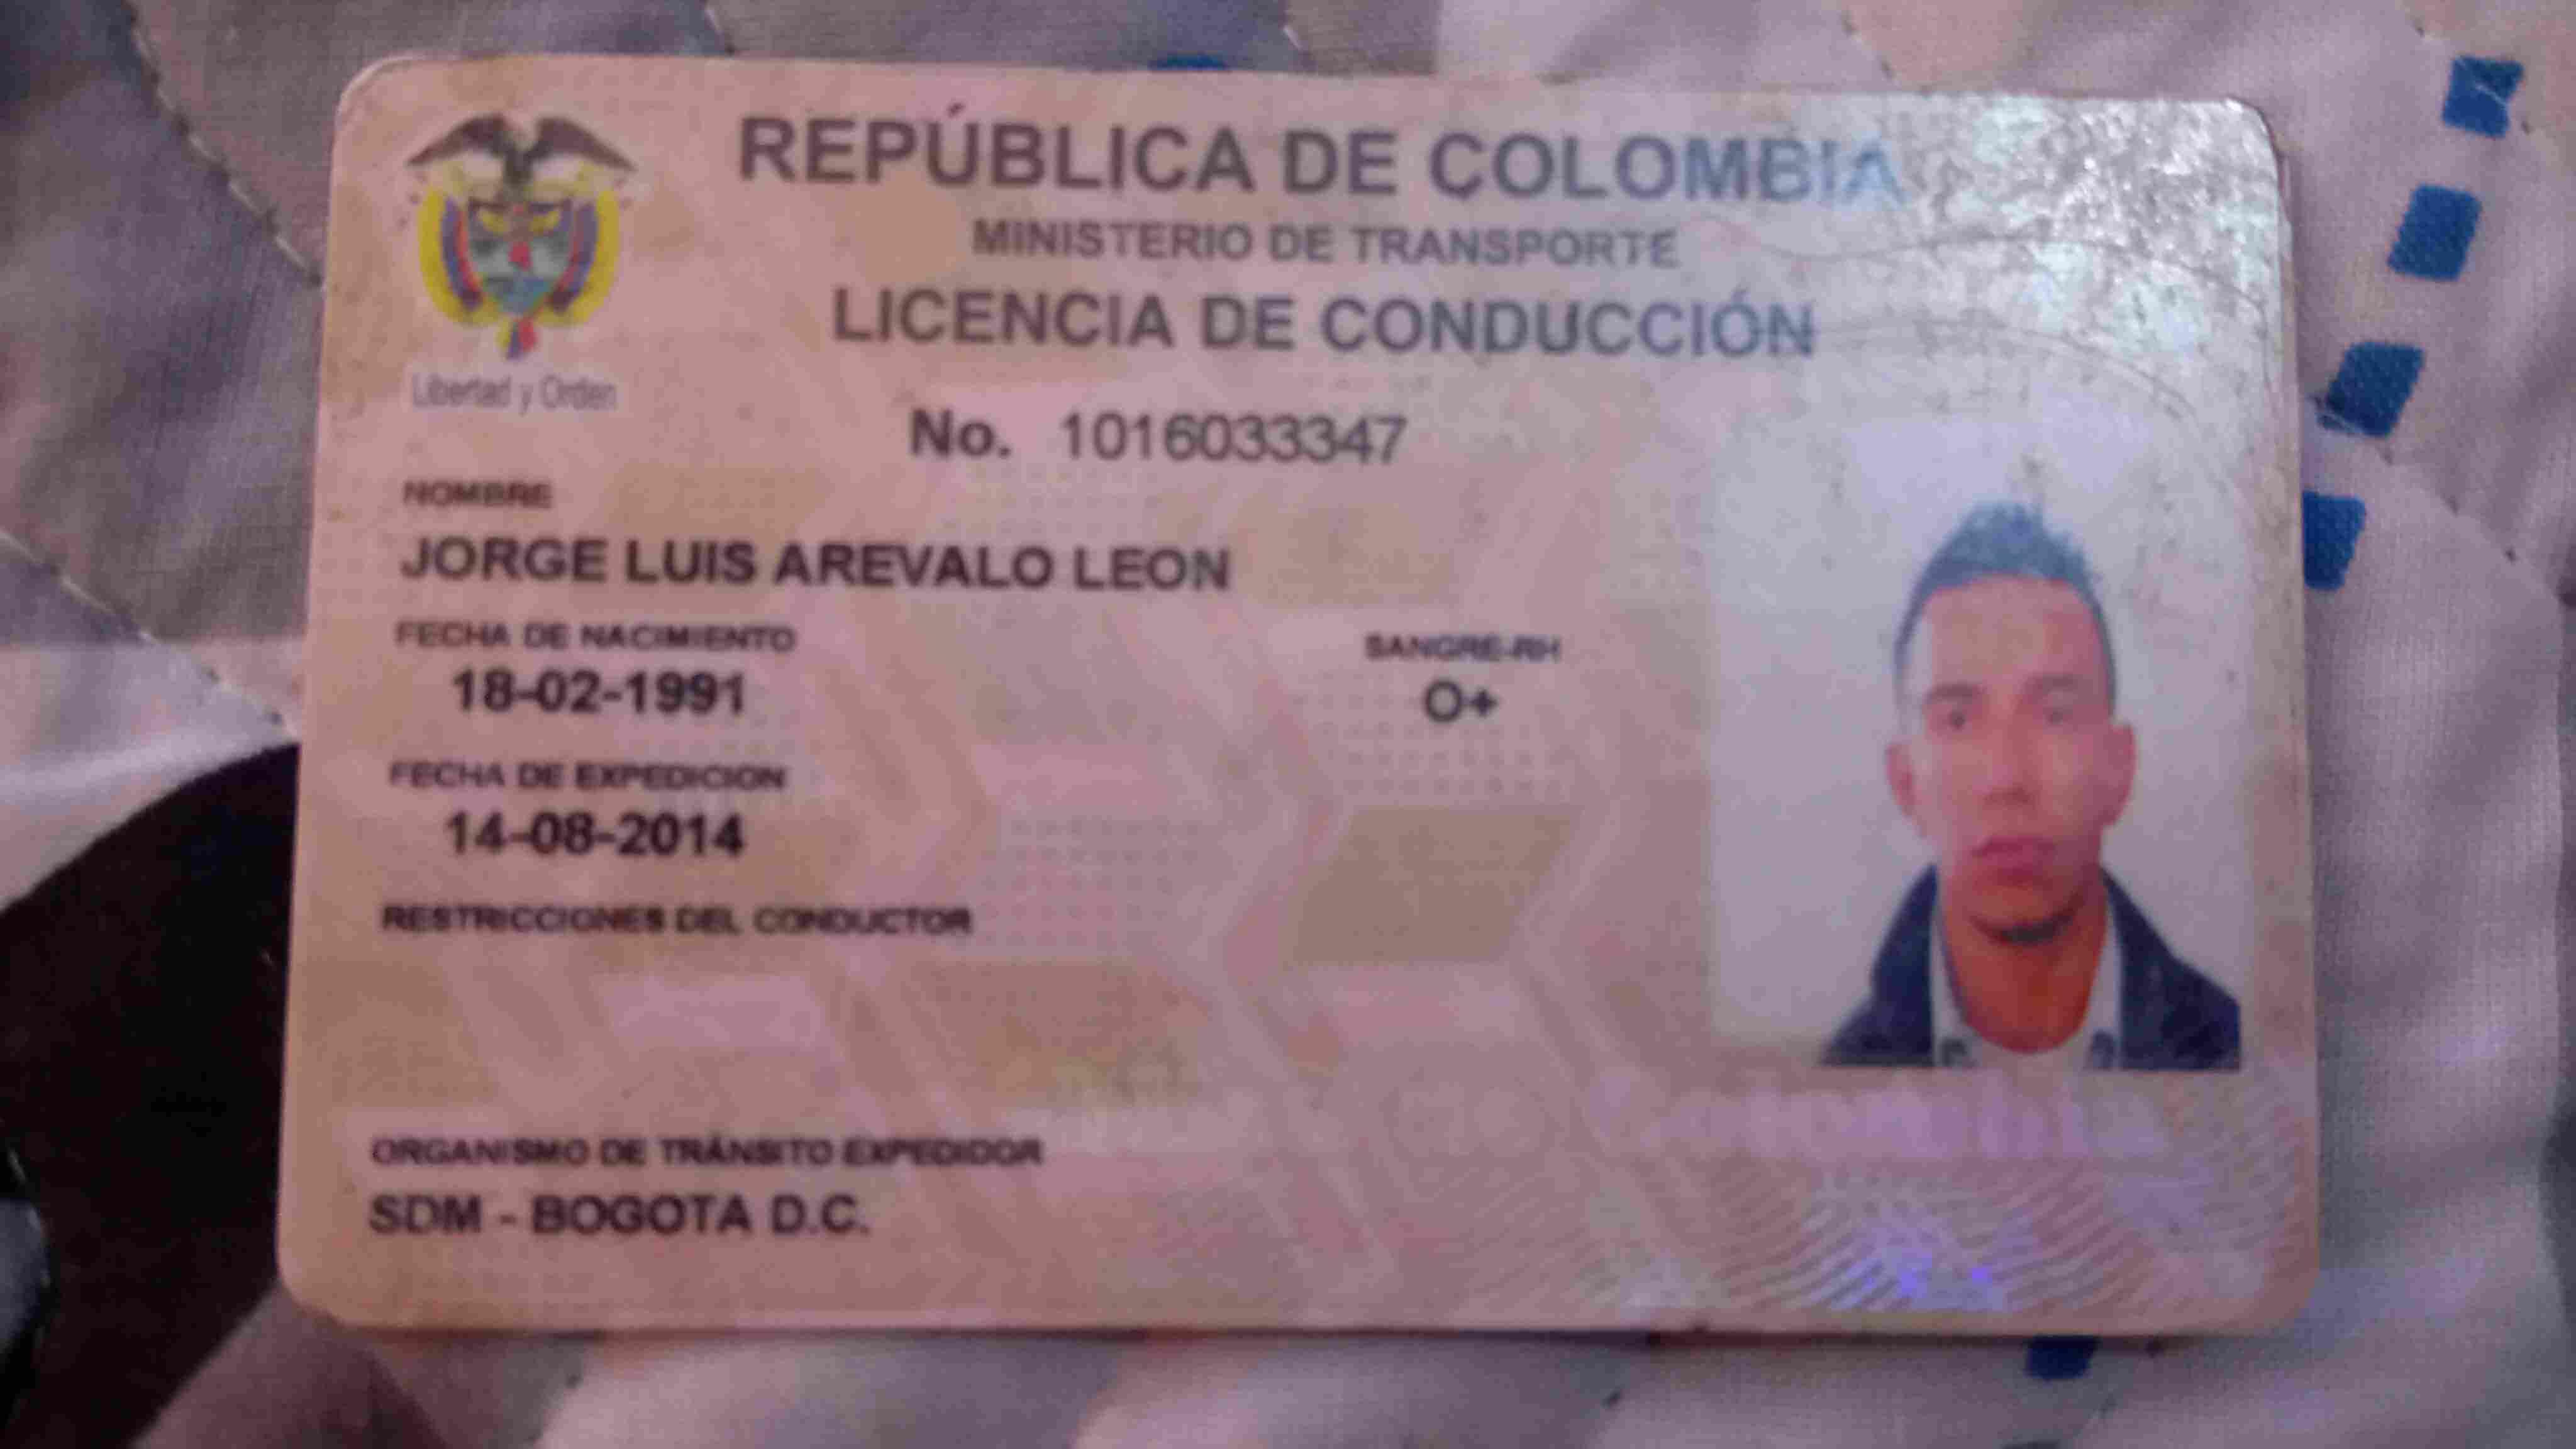 REPÚBLICA DE COLOMBIA
MINISTERIO DE TRANSPORTE
LICENCIA DE CONDUCCIÓN
Libertad y Orden
No. 1016033347
NOMBRE
JORGE LUIS AREVALO LEON
FECHA DE NACIMIENTO
18-02-1991
SANGRE-RH
O+
FECHA DE EXPEDICION
14-08-2014
RESTRICCIONES DEL CONDUCTOR
ORGANISMO DE TRÁNSITO EXPEDIDOR
SDM - BOGOTA D.C.